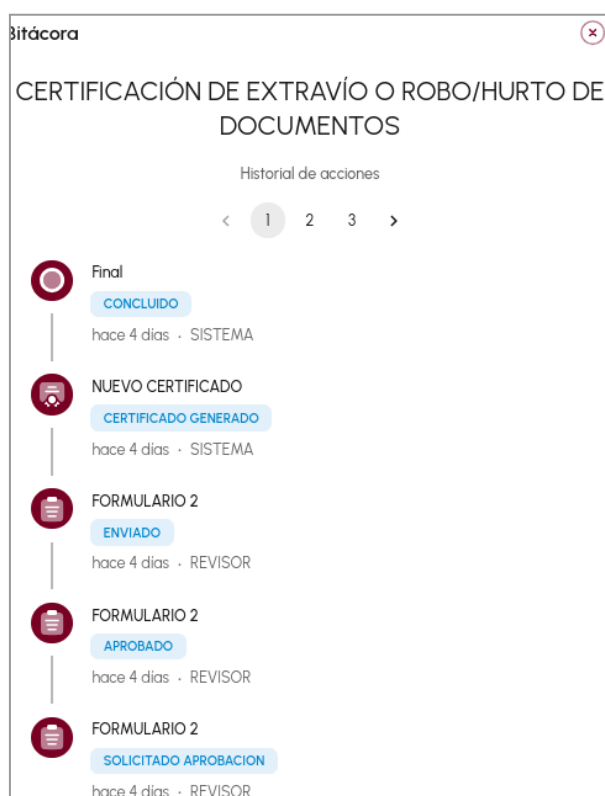 Bitácora
CERTIFICACIÓN DE EXTRAVÍO O ROBO/HURTO DE
DOCUMENTOS
Historial de acciones
1 2 3
Final
CONCLUIDO
hace 4 días · SISTEMA
NUEVO CERTIFICADO
CERTIFICADO GENERADO
hace 4 días · SISTEMA
FORMULARIO 2
ENVIADO
hace 4 días · REVISOR
FORMULARIO 2
APROBADO
hace 4 días · REVISOR
FORMULARIO 2
SOLICITADO APROBACION
hace 4 días · REVISOR